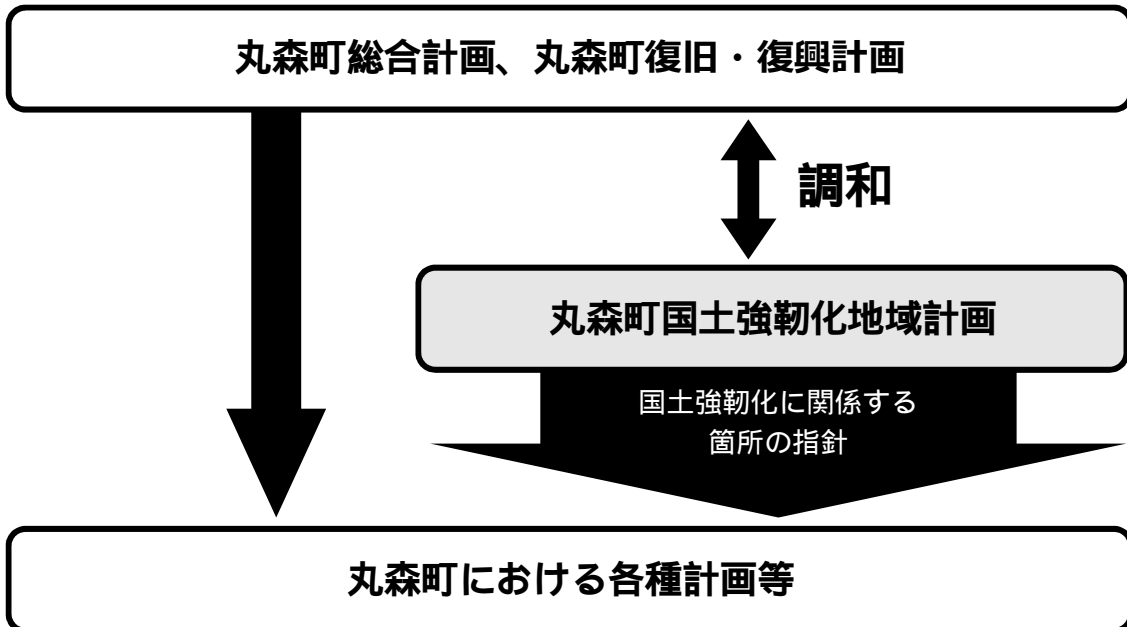 丸森町総合計画、丸森町復旧・復興計画
調和
丸森町国土強靭化地域計画
国土強靭化に関係する
箇所の指針
丸森町における各種計画等